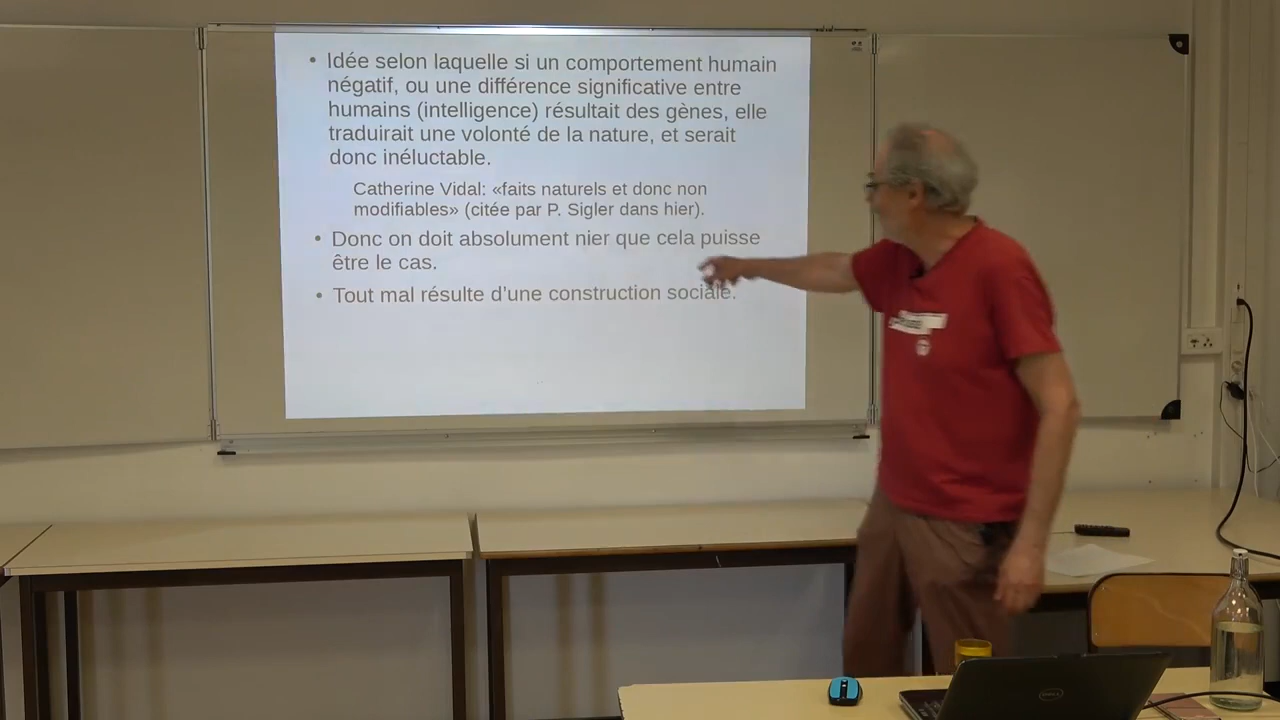 • Idée selon laquelle si un comportement humain
négatif, ou une différence significative entre
humains (intelligence) résultait des gènes, elle
traduirait une volonté de la nature, et serait
donc inéluctable.
Catherine Vidal: «faits naturels et donc non
modifiables» (citée par P. Sigler dans hier).
• Donc on doit absolument nier que cela puisse
être le cas.
• Tout mal résulte d'une construction sociale.
DELL